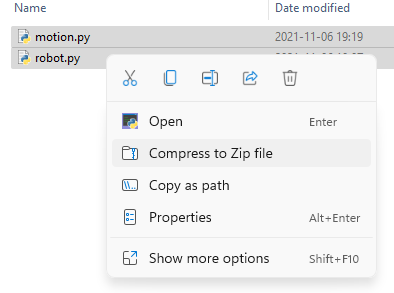 Name Date modified
motion.py 2021-11-06 19:19
robot.py
Open Enter
Compress to Zip file
Copy as path
Properties Alt+Enter
Show more options Shift+F10